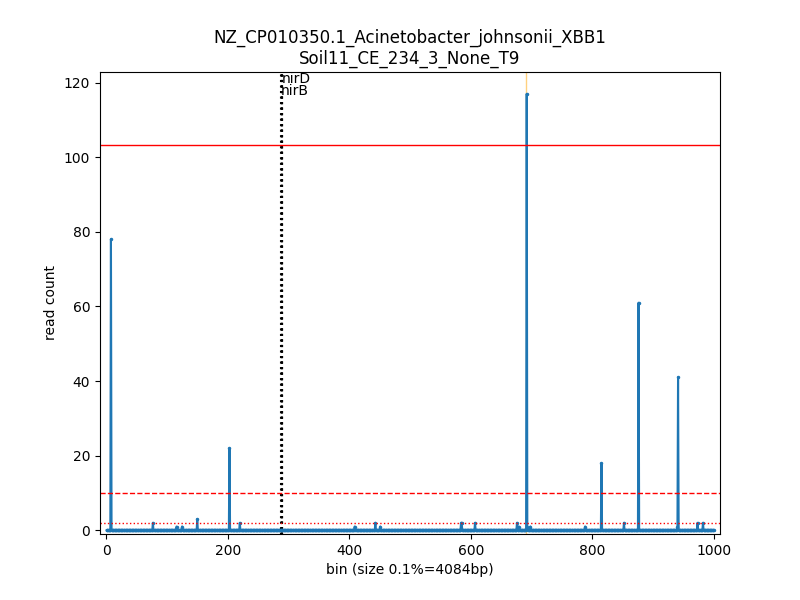 NZ_CP010350.1_Acinetobacter_johnsonii_XBB1
Soil11_CE_234_3_None_T9
nirD
nirB
120
100
80
60
40
20
0
read count
0 200 400 600 800 1000
bin (size 0.1%=4084bp)